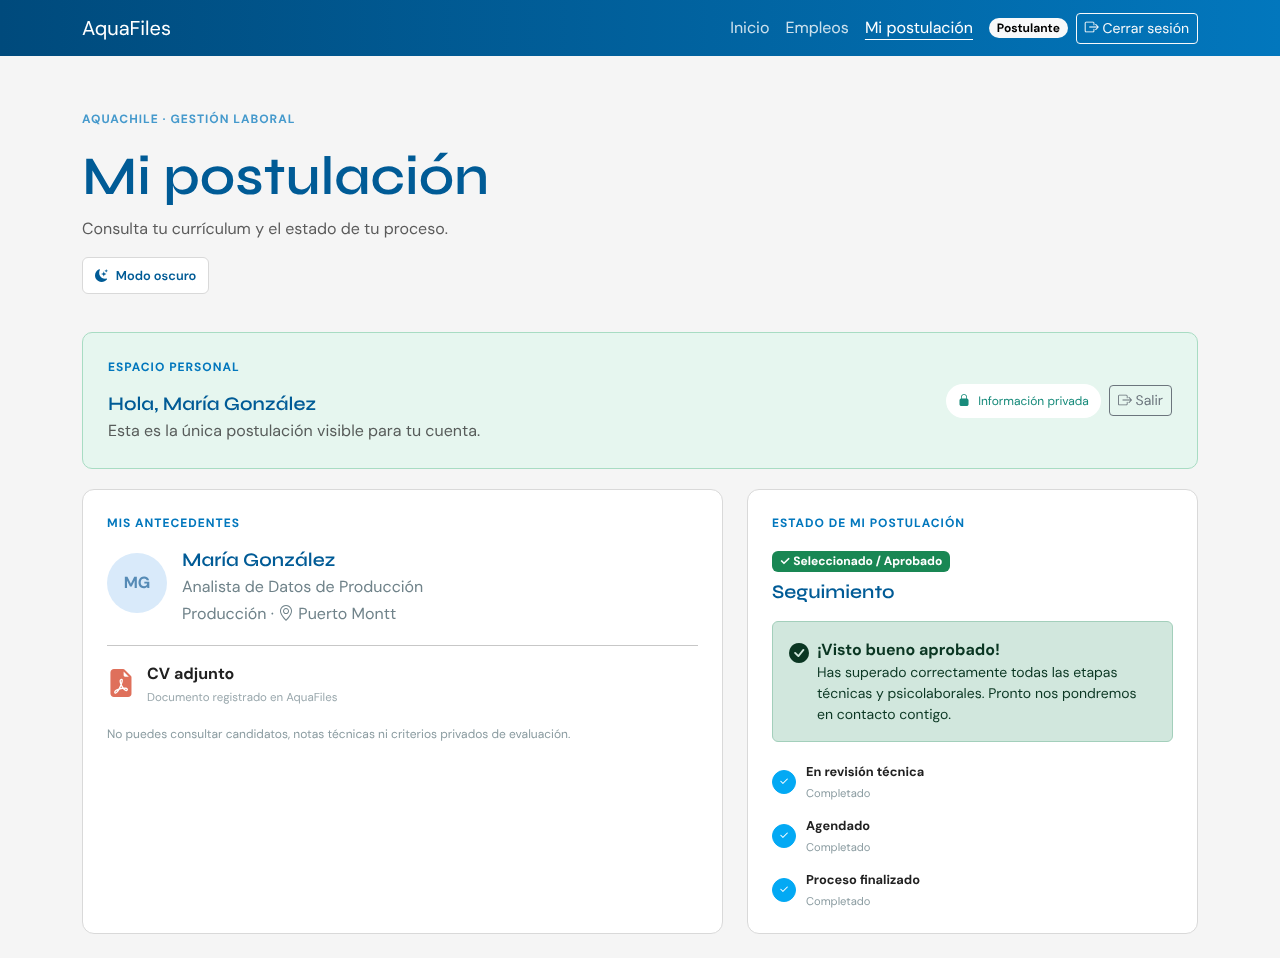 AquaFiles
Inicio
Empleos
Mi postulación
Postulante
Cerrar sesión
AQUACHILE · GESTIÓN LABORAL
Mi postulación
Consulta tu currículum y el estado de tu proceso.
Modo oscuro
ESPACIO PERSONAL
Hola, María González
Esta es la única postulación visible para tu cuenta.
Información privada
Salir
MIS ANTECEDENTES
MG
María González
Analista de Datos de Producción
Producción · Puerto Montt
CV adjunto
Documento registrado en AquaFiles
No puedes consultar candidatos, notas técnicas ni criterios privados de evaluación.
ESTADO DE MI POSTULACIÓN
Seleccionado / Aprobado
Seguimiento
¡Visto bueno aprobado!
Has superado correctamente todas las etapas
técnicas y psicolaborales. Pronto nos pondremos
en contacto contigo.
En revisión técnica
Completado
Agendado
Completado
Proceso finalizado
Completado